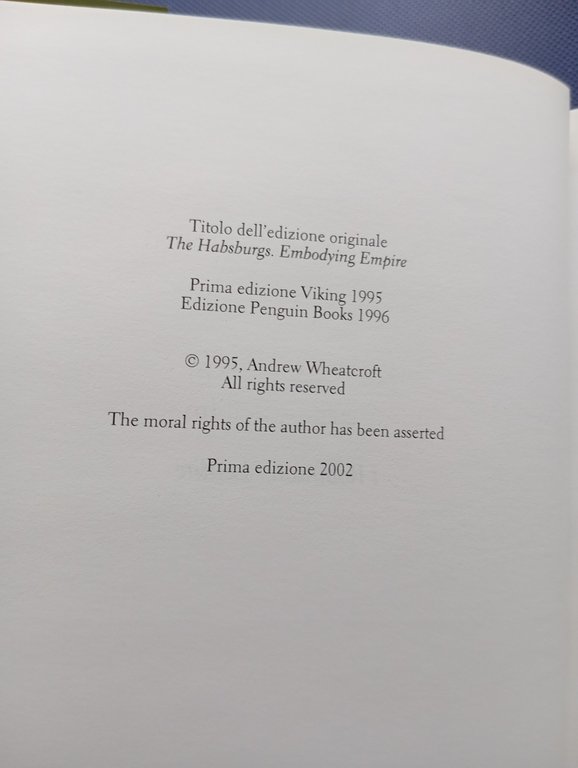 Titolo dell'edizione originale
The Habsburgs. Embodying Empire
Prima edizione Viking 1995
Edizione Penguin Books 1996
© 1995, Andrew Wheatcroft
All rights reserved
The moral rights of the author has been asserted
Prima edizione 2002